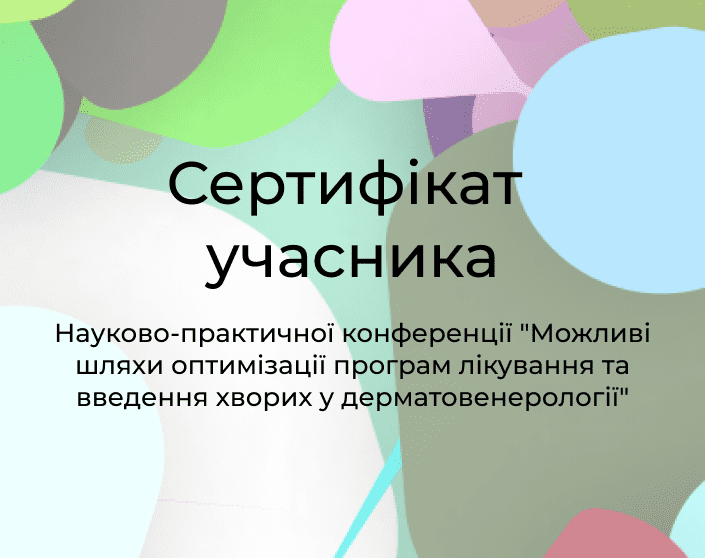 Сертифікат
учасника
Науково-практичної конференції "Можливі
шляхи оптимізації програм лікування та
введення хворих у дерматовенерології"